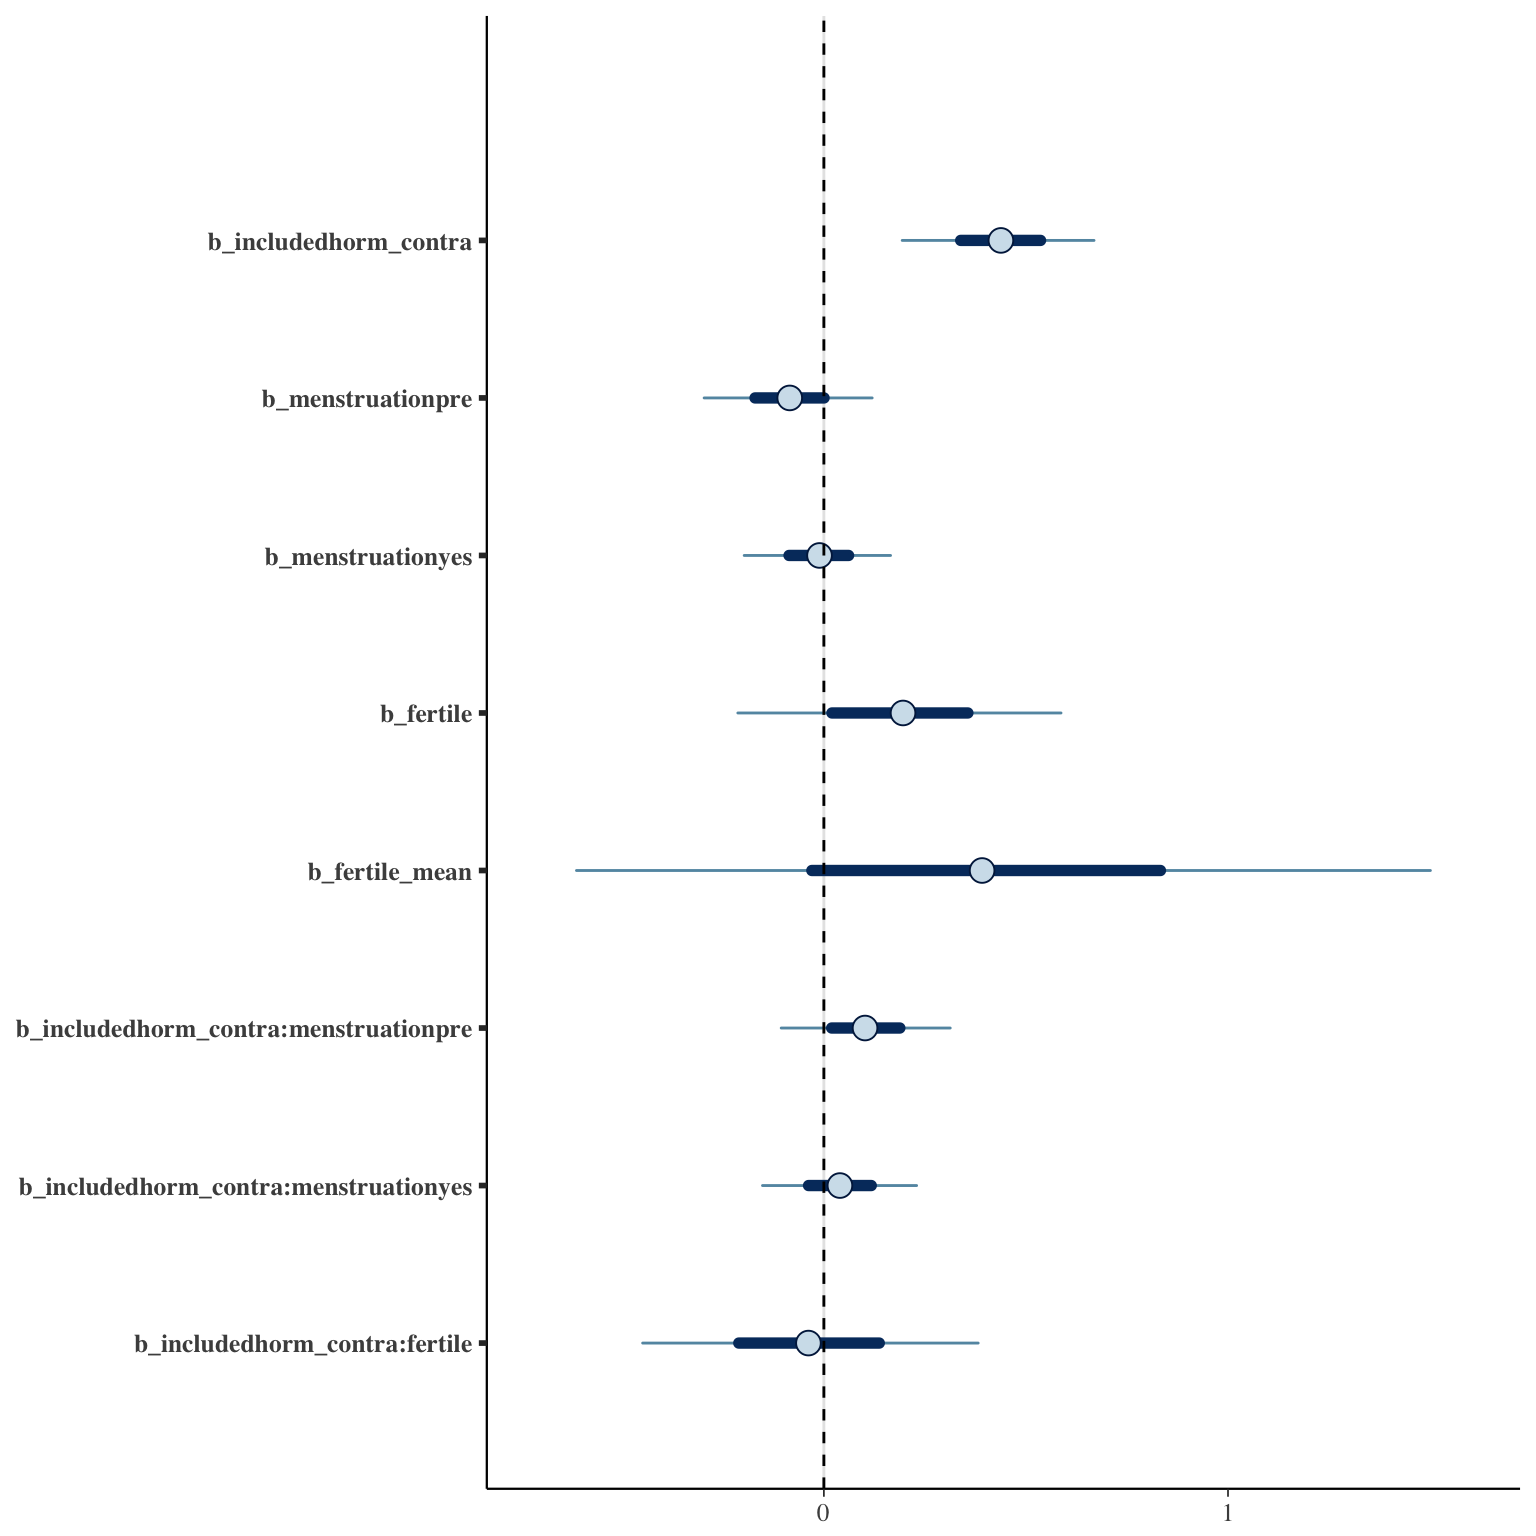 b_includedhorm_contra
b_menstruationpre
b_menstruationyes
b_fertile
b_fertile_mean
b_includedhorm_contra:menstruationpre
b_includedhorm_contra:menstruationyes
b_includedhorm_contra:fertile
0 1